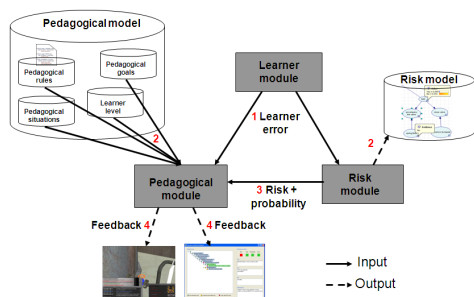 Pedagogical model
Pedagogical
rules
Pedagogical
goals
Pedagogical
situations
Learner
level
2
Learner
module
1 Learner
error
Risk model
2
Pedagogical
module
3 Risk +
probability
Risk
module
Feedback 4
4 Feedback
Input
Output